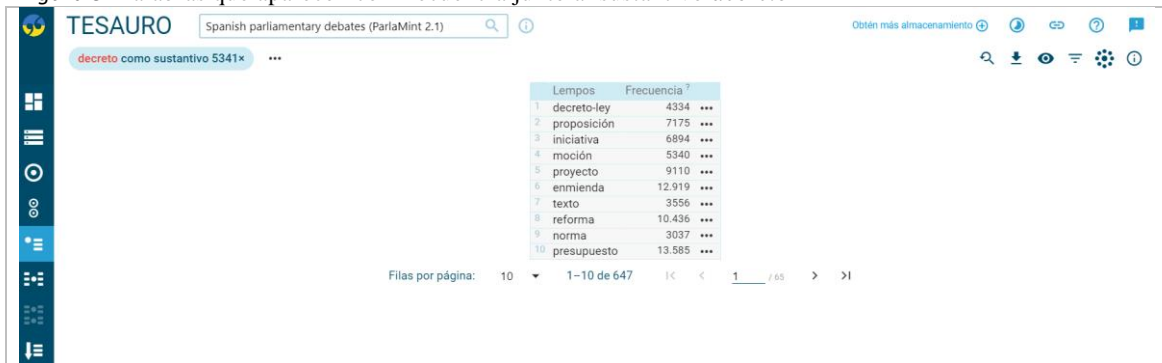 TESAURO
Spanish parliamentary debates (ParlaMint 2.1)
Obtén más almacenamiento
decreto como sustantivo 5341×
Lempos Frecuencia ?
1 decreto-ley 4334
2 proposición 7175
3 iniciativa 6894
4 moción 5340
5 proyecto 9110
6 enmienda 12.919
7 texto 3556
8 reforma 10.436
9 norma 3037
10 presupuesto 13.585
Filas por página: 10 1–10 de 647 1 / 65